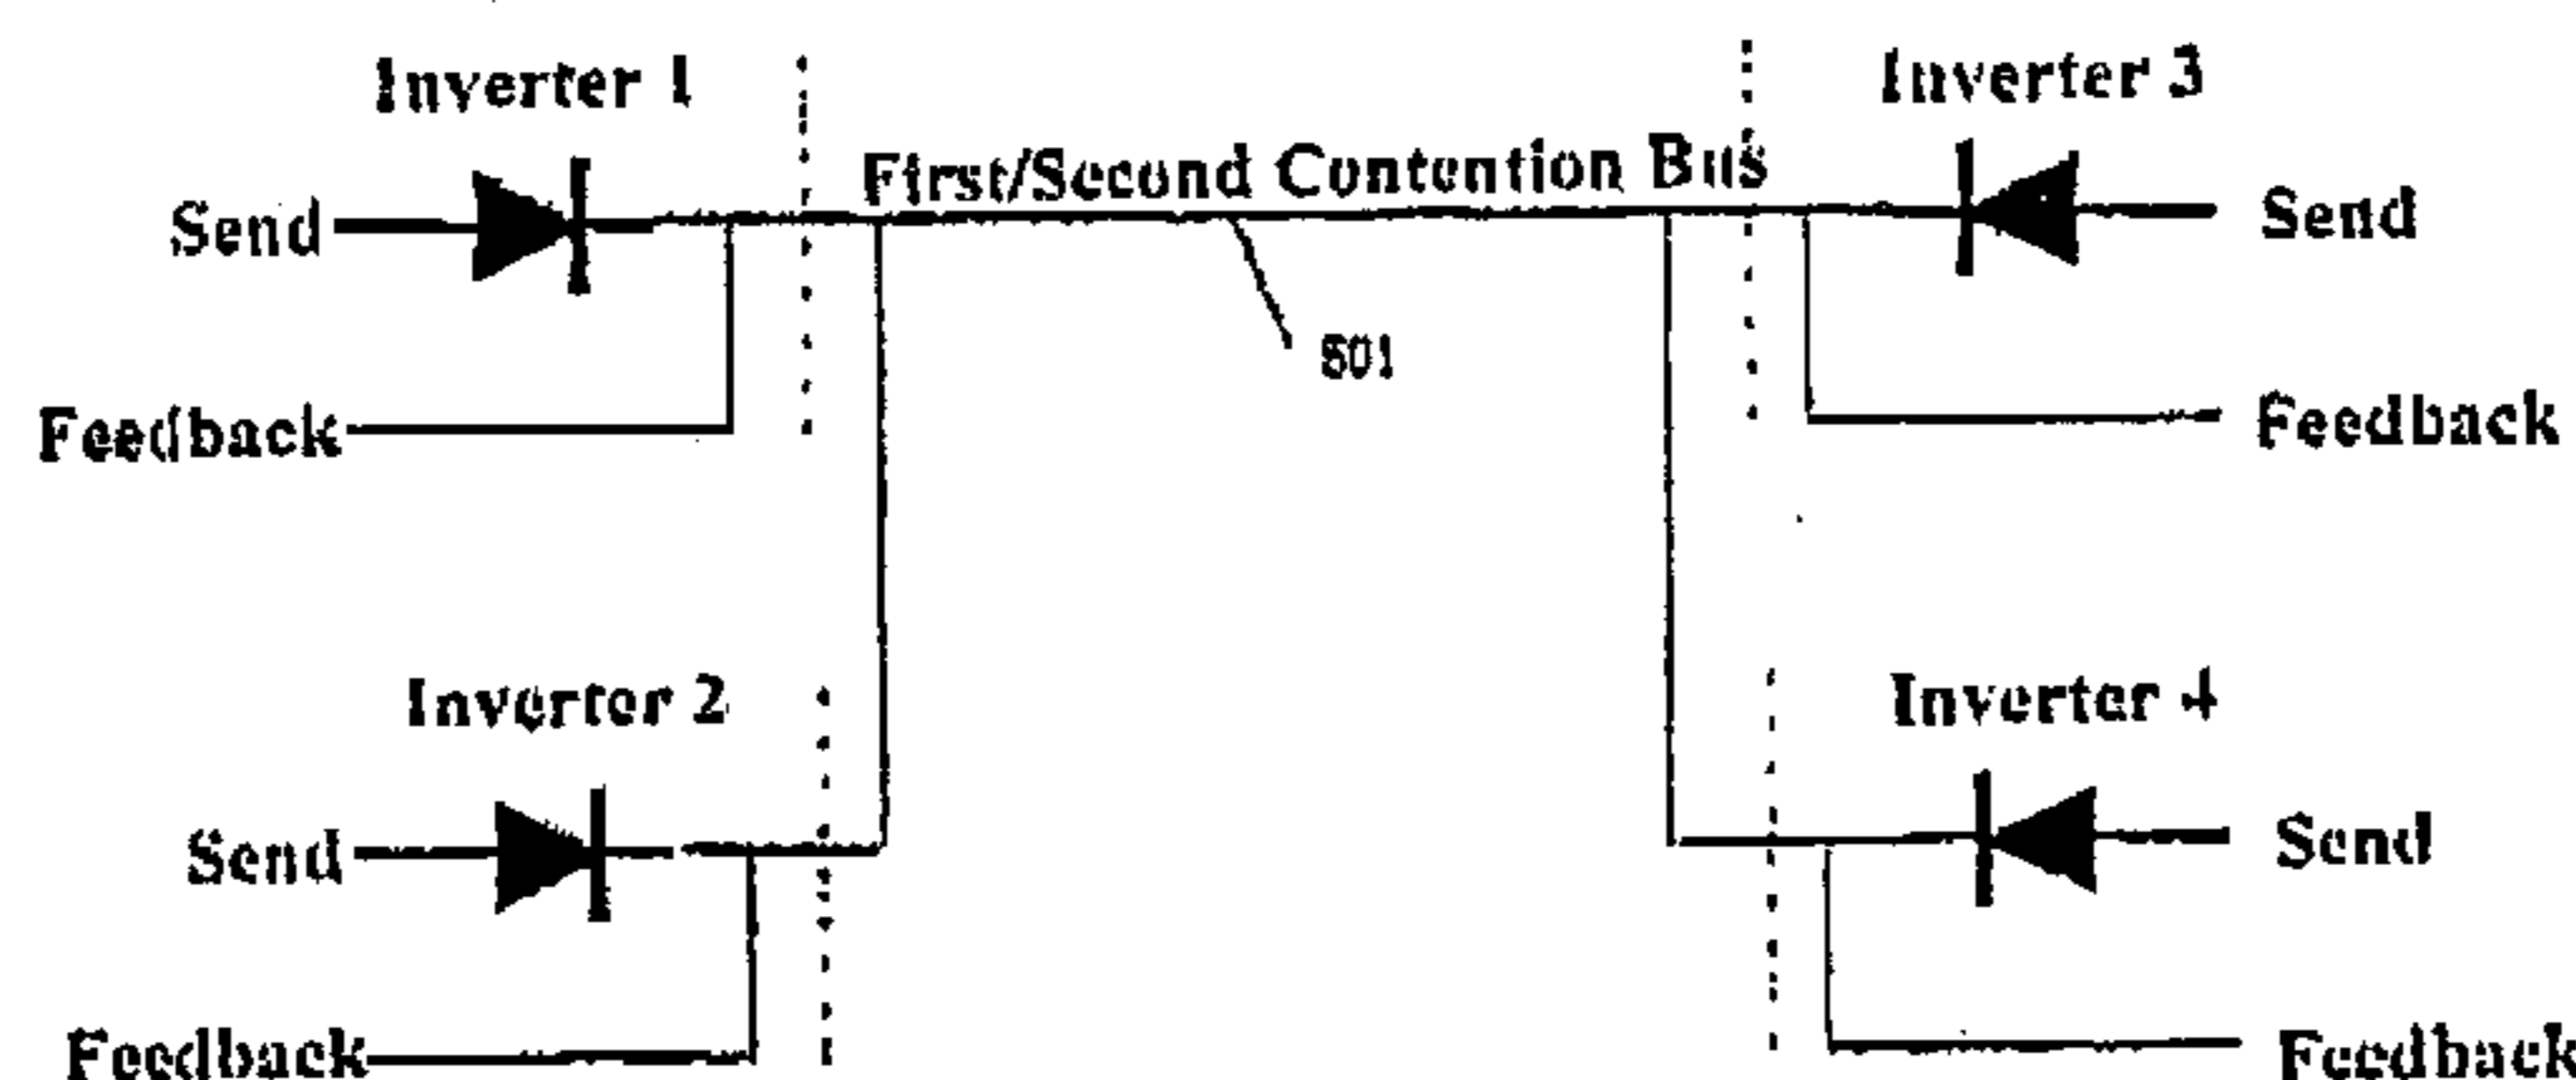 Inverter 1
Inverter 3
First/Second Contention Bus
Send
Send
801
Feedback
Feedback
Inverter 2
Inverter 4
Send
Send
Feedback
Feedback